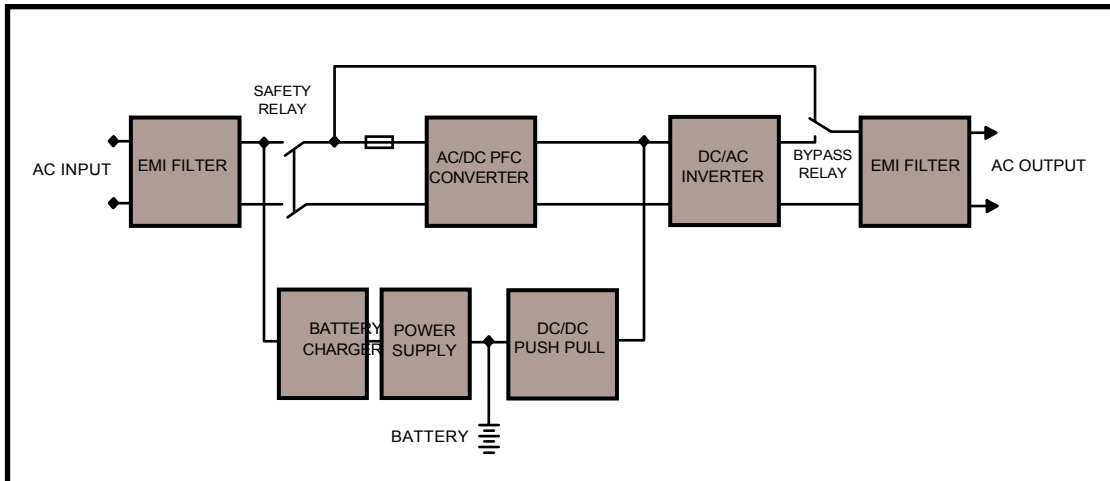 SAFETY
RELAY
AC INPUT
EMI FILTER
AC/DC PFC
CONVERTER
DC/AC
INVERTER
BYPASS
RELAY
EMI FILTER
AC OUTPUT
BATTERY
CHARGER
POWER
SUPPLY
DC/DC
PUSH PULL
BATTERY